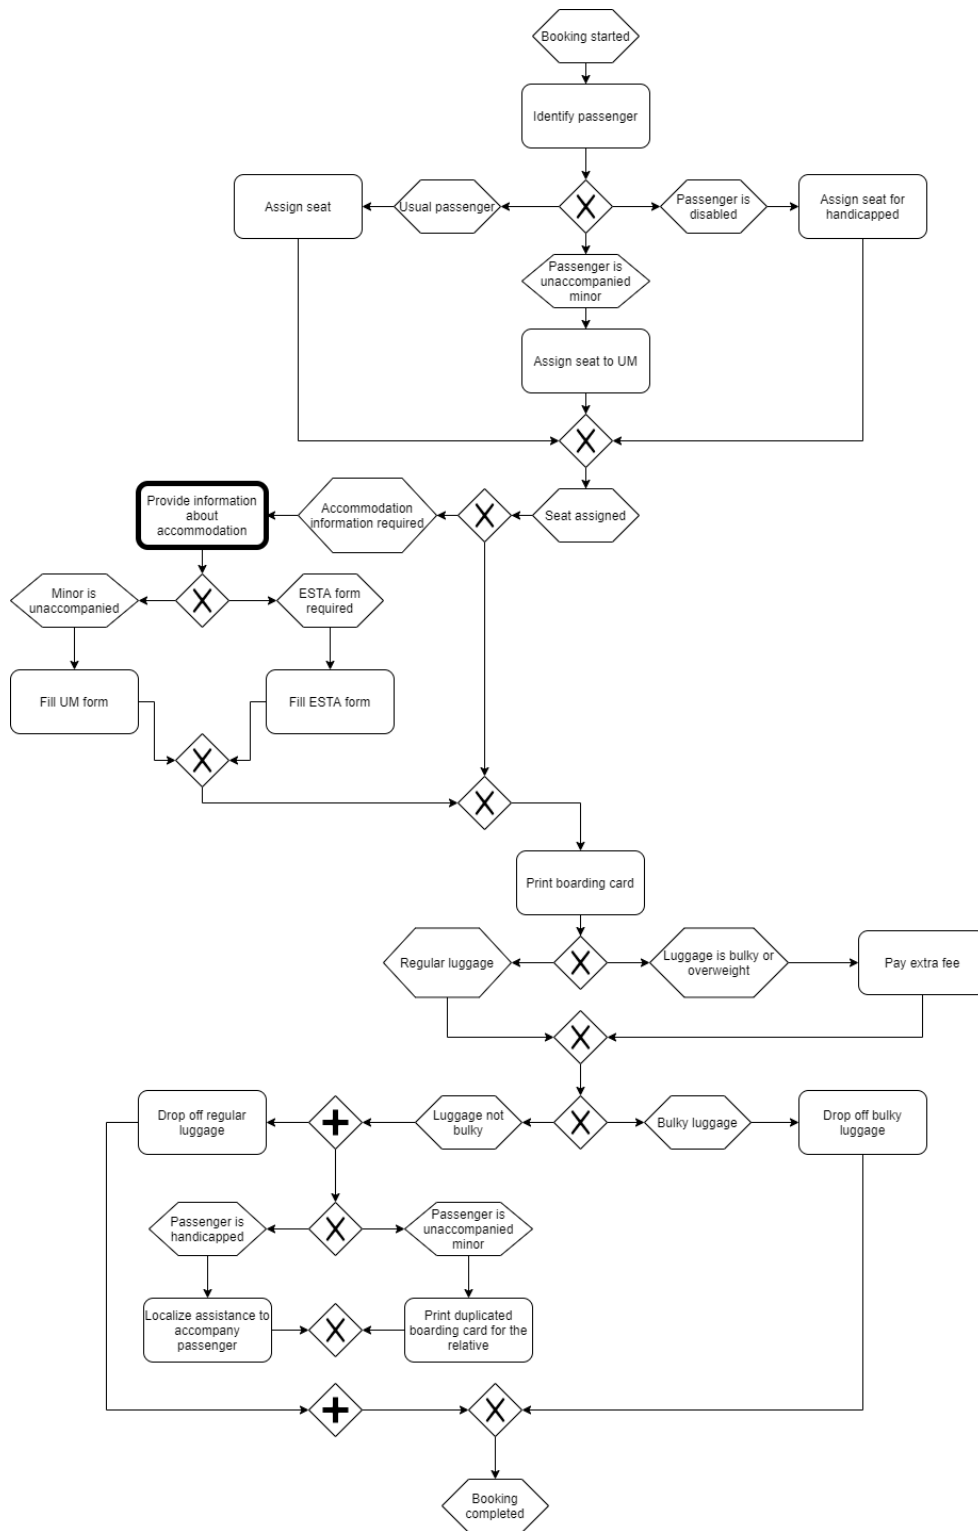 Booking started
Identify passenger
Assign seat
Usual passenger
X
Passenger is
disabled
Assign seat for
handicapped
Passenger is
unaccompanied
minor
Assign seat to UM
X
Provide information
about
accommodation
Accommodation
information required
X
Seat assigned
Minor is
unaccompanied
X
ESTA form
required
Fill UM form
Fill ESTA form
X
X
Print boarding card
Regular luggage
X
Luggage is bulky or
overweight
Pay extra fee
X
Drop off regular
luggage
+
Luggage not
bulky
X
Bulky luggage
Drop off bulky
luggage
Passenger is
handicapped
X
Passenger is
unaccompanied
minor
Localize assistance to
accompany
passenger
X
Print duplicated
boarding card for the
relative
+
X
Booking
completed